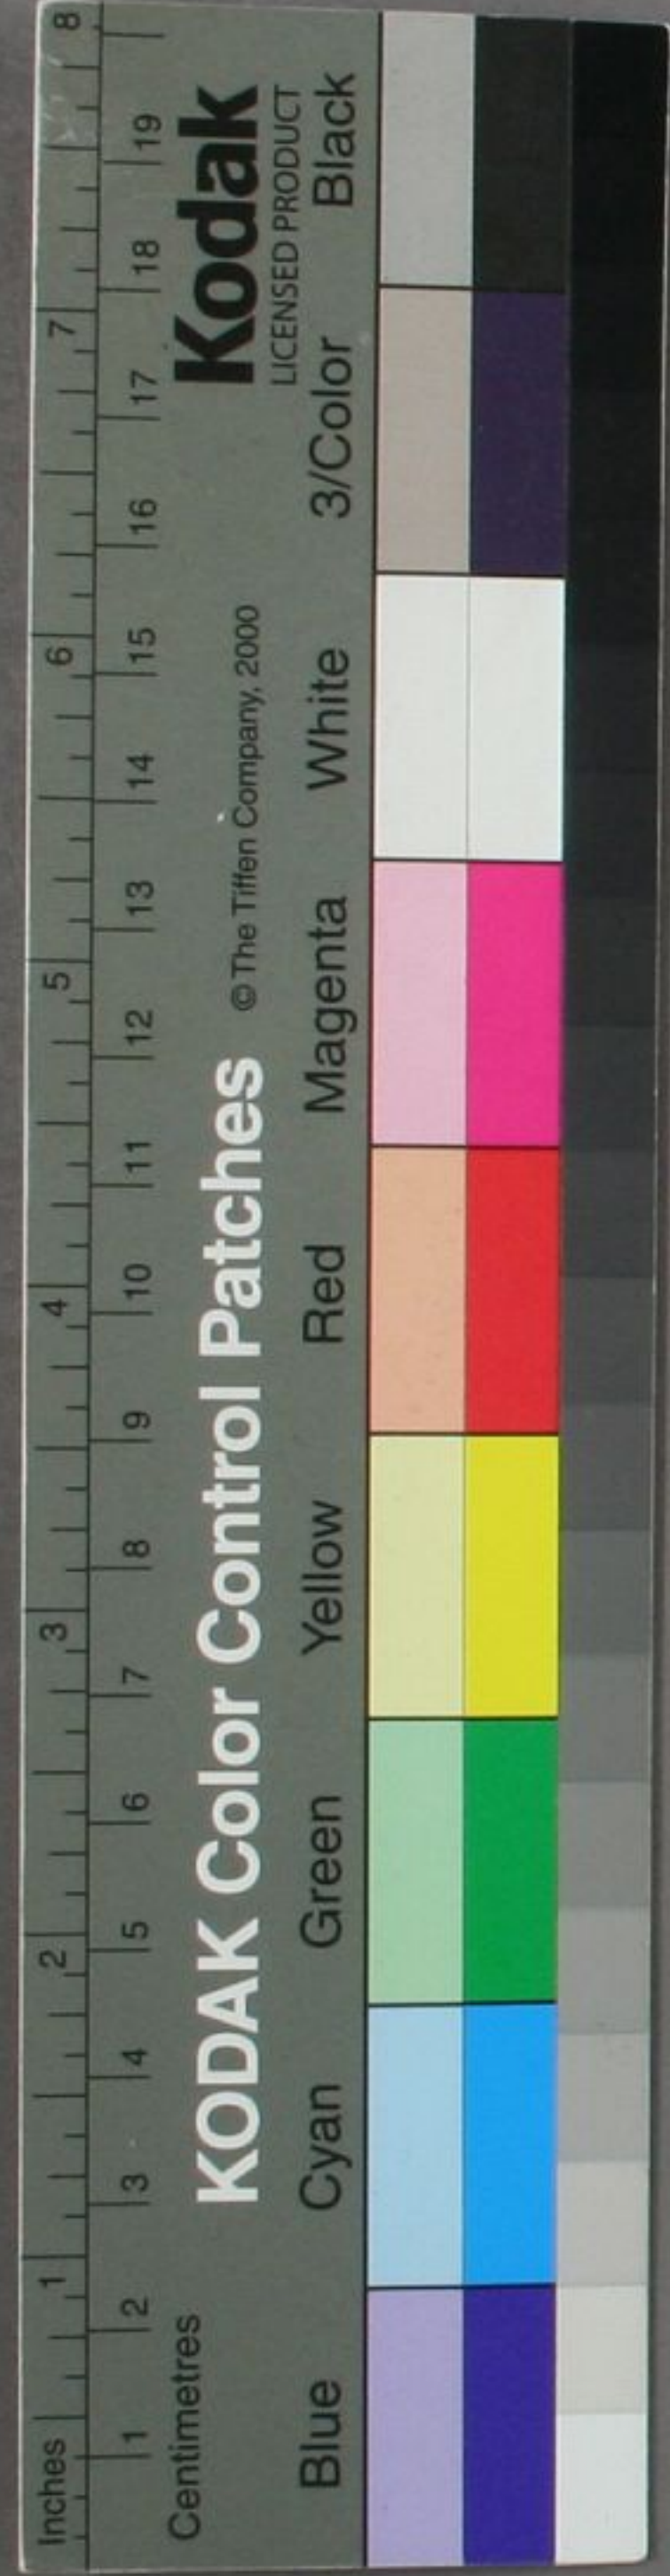 Inches 1 2 3 4 5 6 7 8
1 2 3 4 5 6 7 8 9 10 11 12 13 14 15 16 17 18 19
Centimetres
KODAK Color Control Patches © The Tiffen Company, 2000 Kodak
LICENSED PRODUCT
Blue Cyan Green Yellow Red Magenta White 3/Color Black